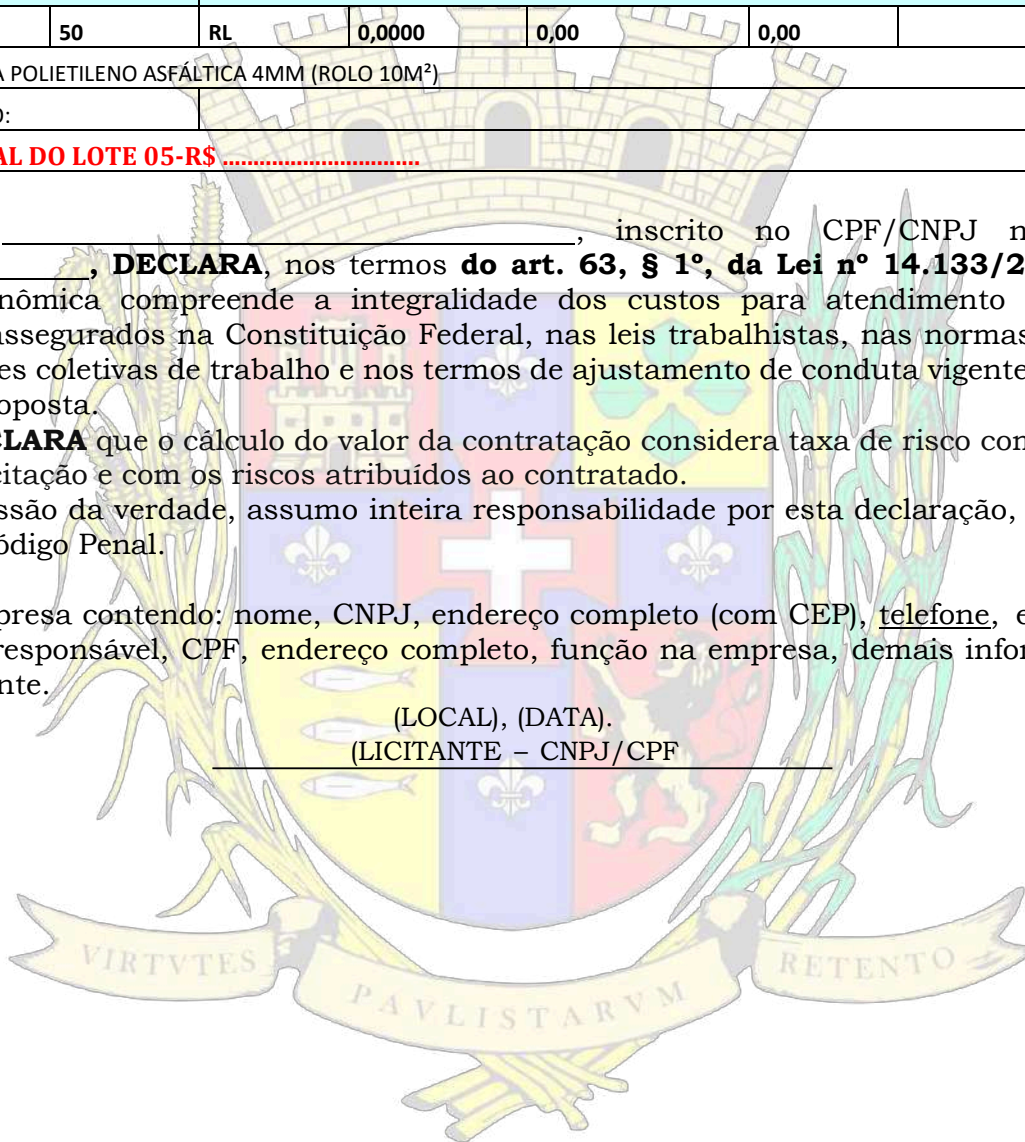 50 RL 0,0000 0,00 0,00
A POLIETILENO ASFÁLTICA 4MM (ROLO 10M²)
O:
AL DO LOTE 05-R$ ................................
________________________________________, inscrito no CPF/CNPJ n
______, DECLARA, nos termos do art. 63, § 1º, da Lei nº 14.133/2
nômica compreende a integralidade dos custos para atendimento
assegurados na Constituição Federal, nas leis trabalhistas, nas normas
es coletivas de trabalho e nos termos de ajustamento de conduta vigente
oposta.
CLARA que o cálculo do valor da contratação considera taxa de risco con
citação e com os riscos atribuídos ao contratado.
ssão da verdade, assumo inteira responsabilidade por esta declaração,
ódigo Penal.
presa contendo: nome, CNPJ, endereço completo (com CEP), telefone, e
responsável, CPF, endereço completo, função na empresa, demais infor
nte.
(LOCAL), (DATA).
(LICITANTE – CNPJ/CPF
VIRTVTES PAVLISTARVM RETENTO